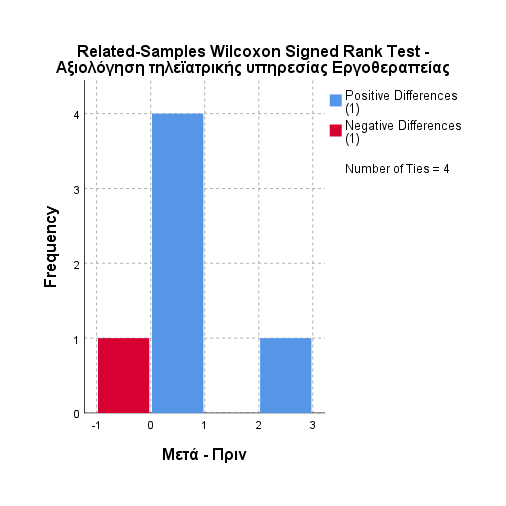 Related-Samples Wilcoxon Signed Rank Test -
Αξιολόγηση τηλεϊατρικής υπηρεσίας Εργοθεραπείας
Positive Differences
(1)
Negative Differences
(1)
Number of Ties = 4
Frequency
4
3
2
1
0
-1 0 1 2 3
Μετά - Πριν